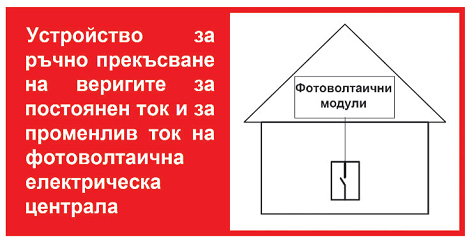 Устройство за
ръчно прекъсване
на веригите за
постоянен ток и за
променлив ток на
фотоволтаична
електрическа
централа
Фотоволтаични
модули